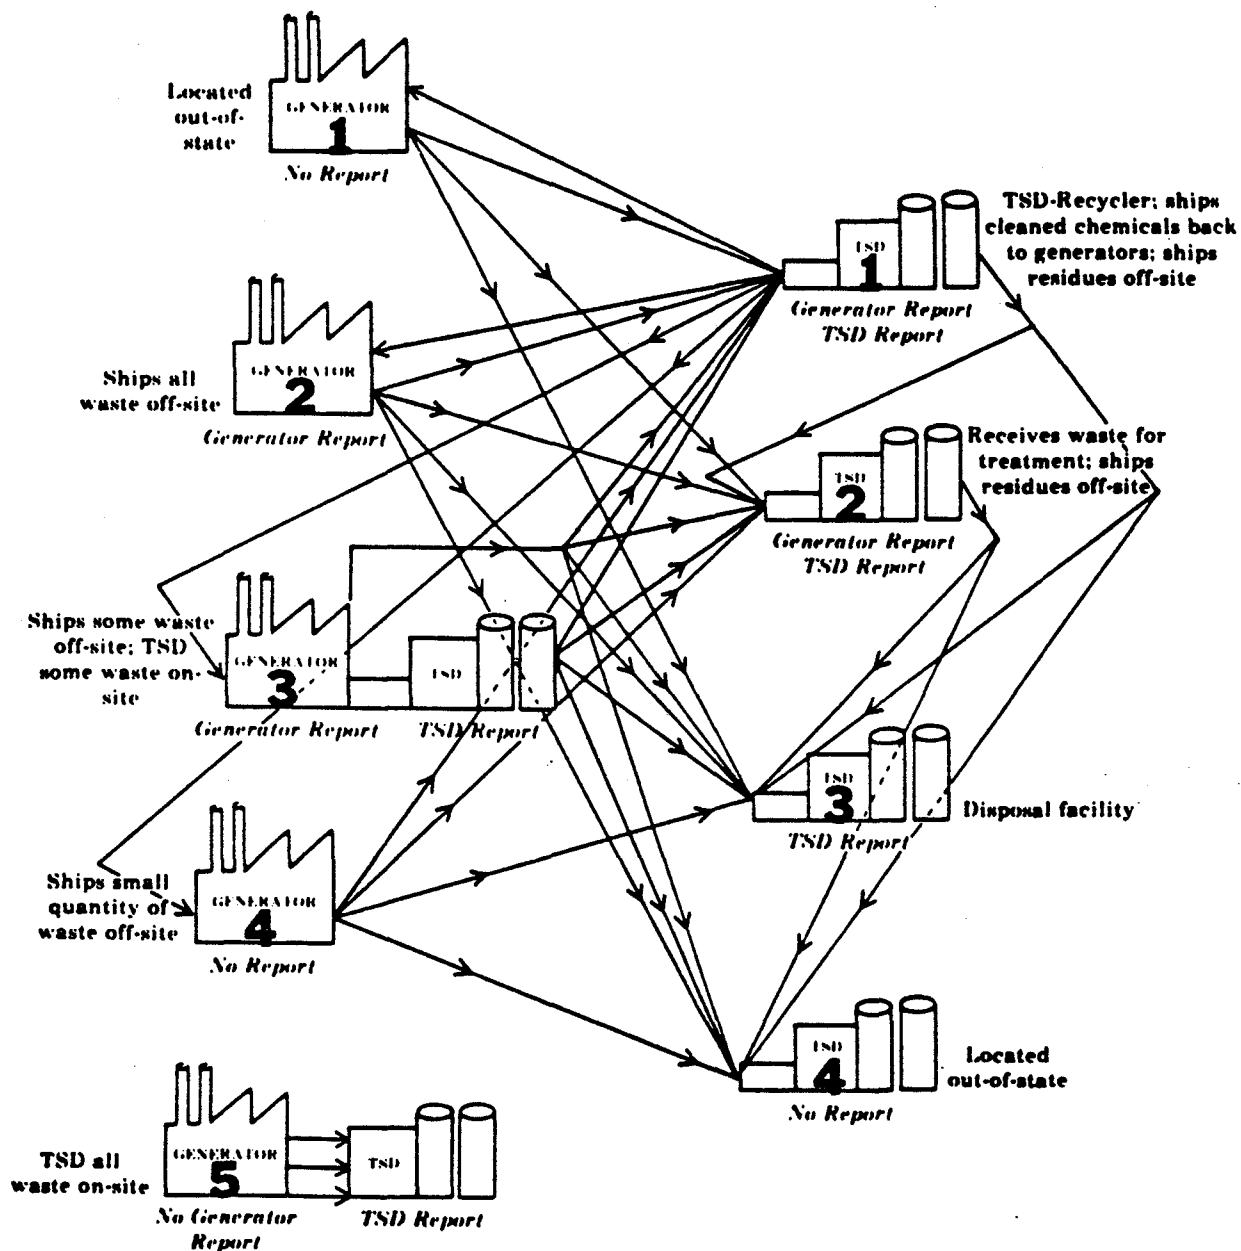 Located
out-of-
state
GENERATOR
1
No Report
TSD-Recycler; ships
cleaned chemicals back
to generators; ships
residues off-site
TSD
1
Generator Report
TSD Report
Ships all
waste off-site
GENERATOR
2
Generator Report
Receives waste for
treatment; ships
residues off-site
TSD
2
Generator Report
TSD Report
Ships some waste
off-site; TSD
some waste on-
site
GENERATOR
3
TSD
Generator Report
TSD Report
TSD
3
TSD Report
Disposal facility
Ships small
quantity of
waste off-site
GENERATOR
4
No Report
TSD
4
No Report
Located
out-of-state
TSD all
waste on-site
GENERATOR
5
TSD
No Generator
Report
TSD Report